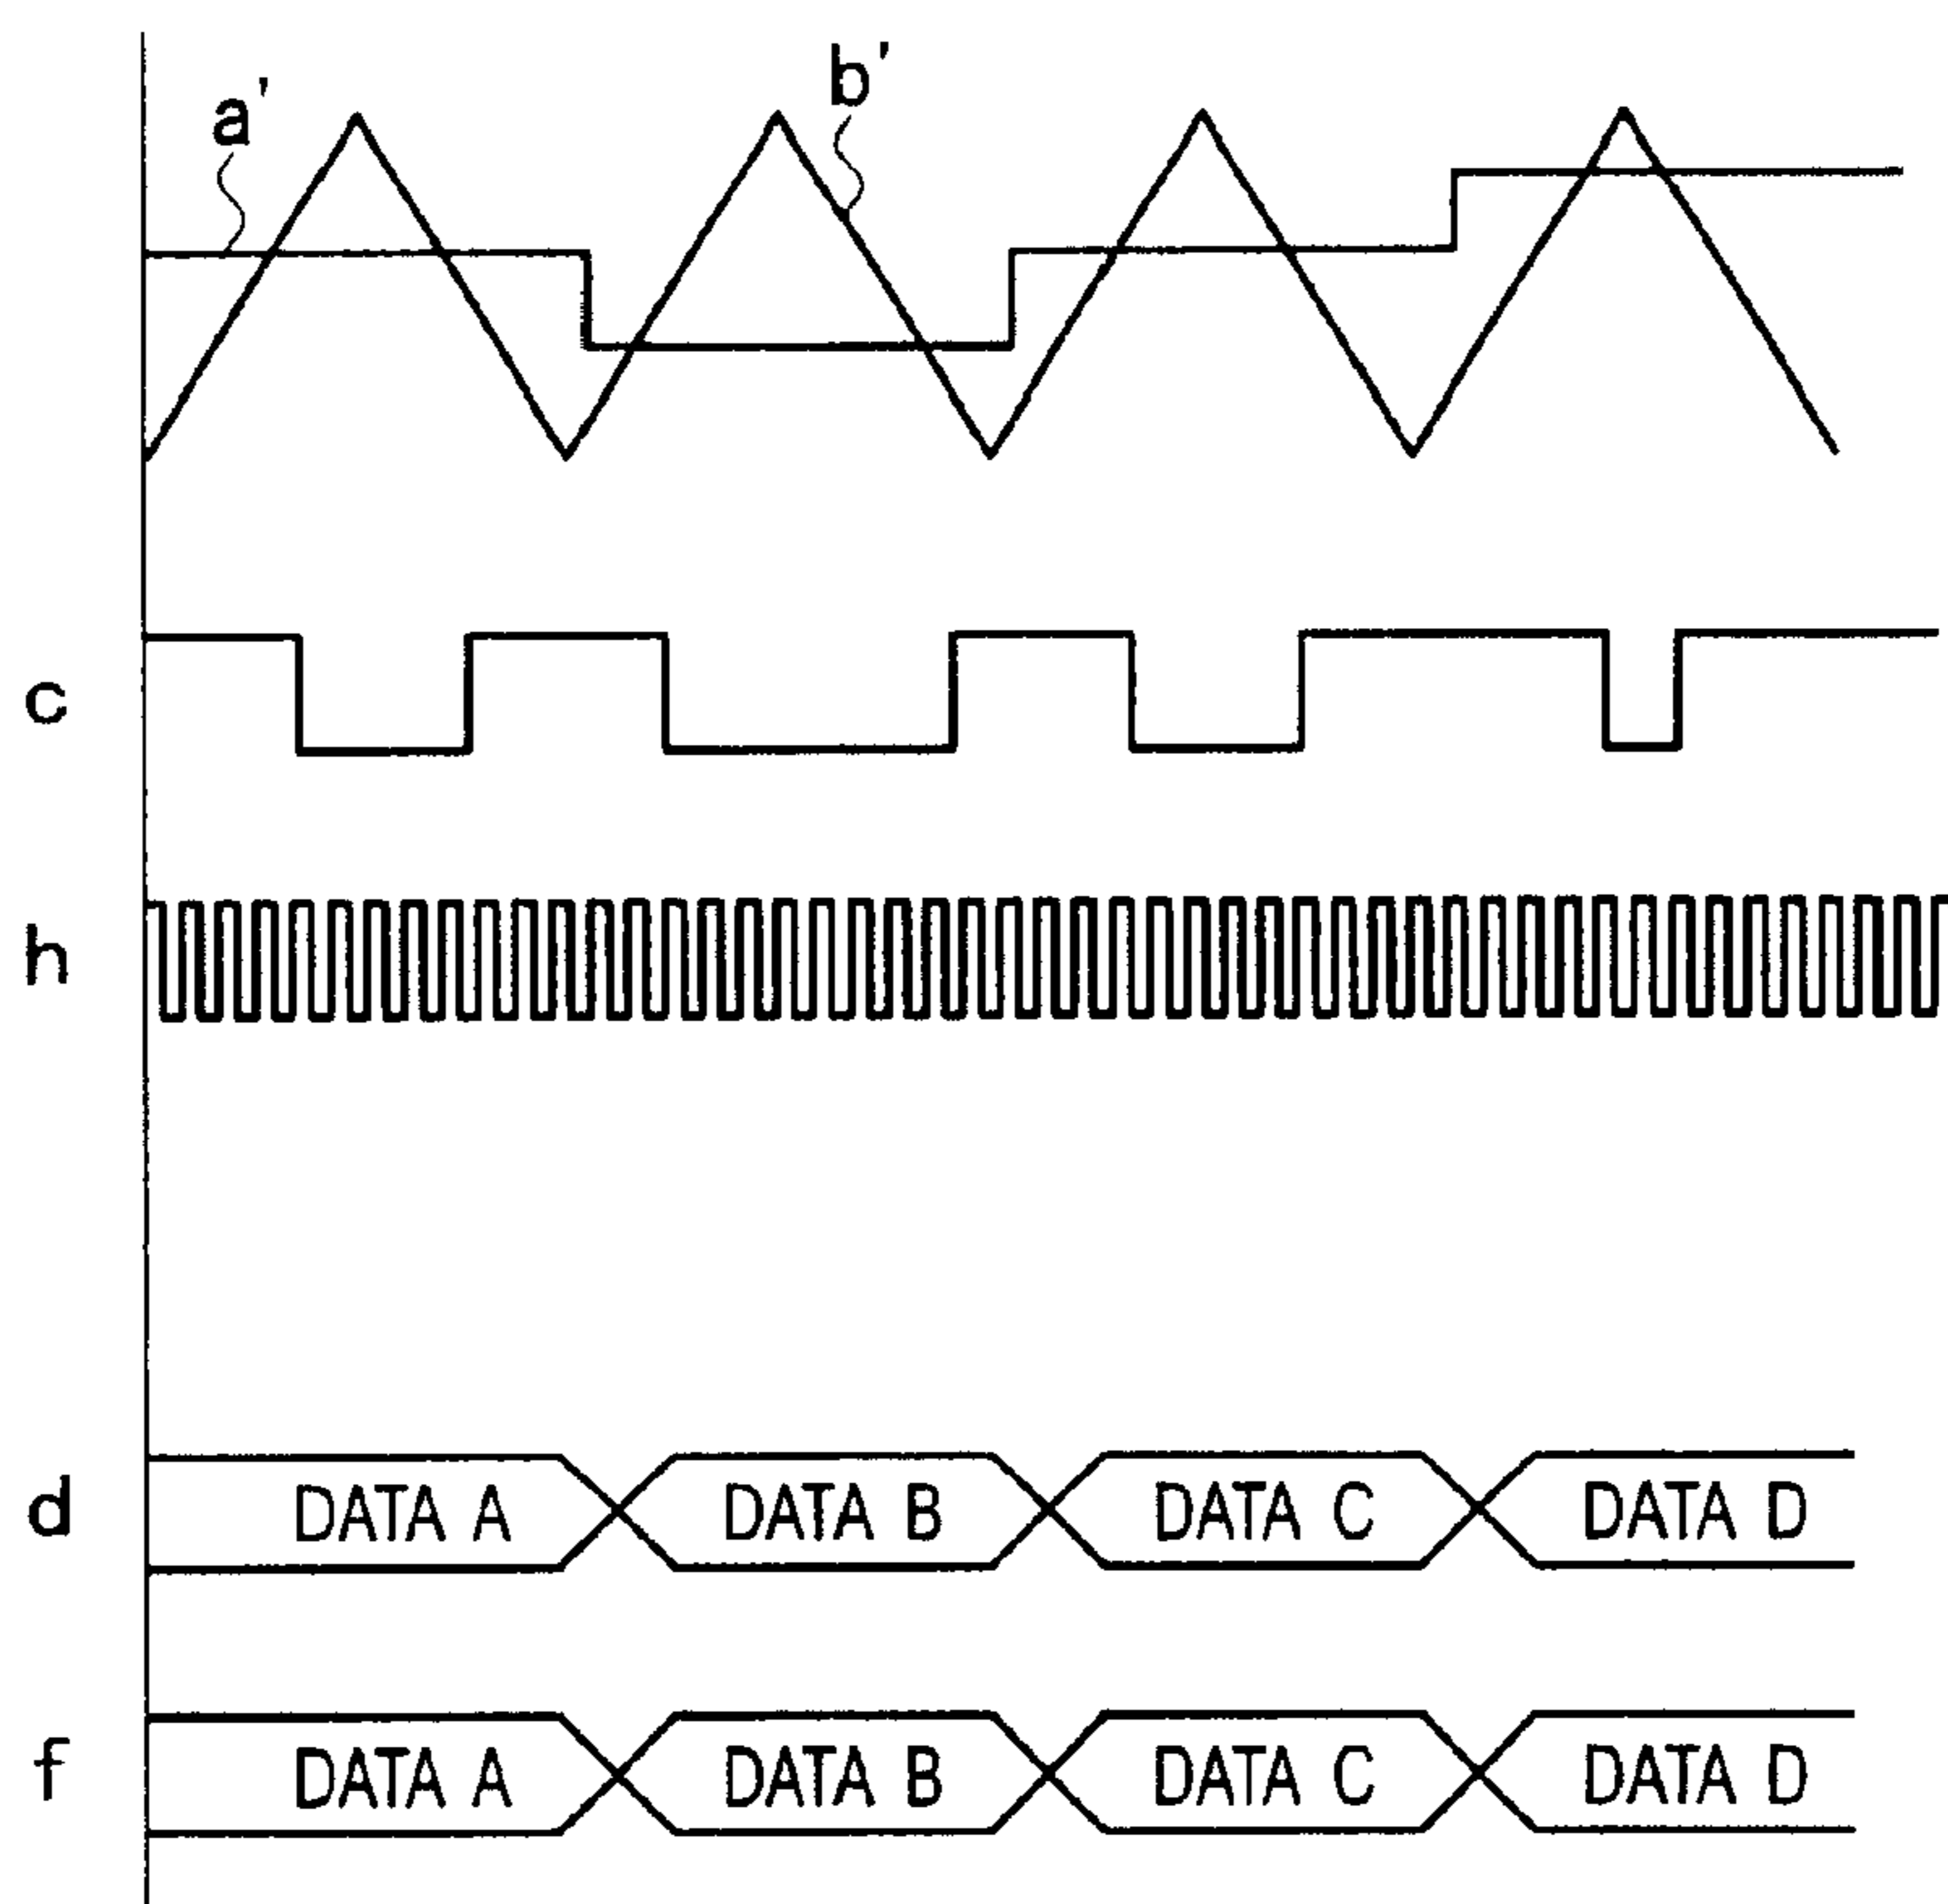 a'
b'
c
h
d
DATA A
DATA B
DATA C
DATA D
f
DATA A
DATA B
DATA C
DATA D